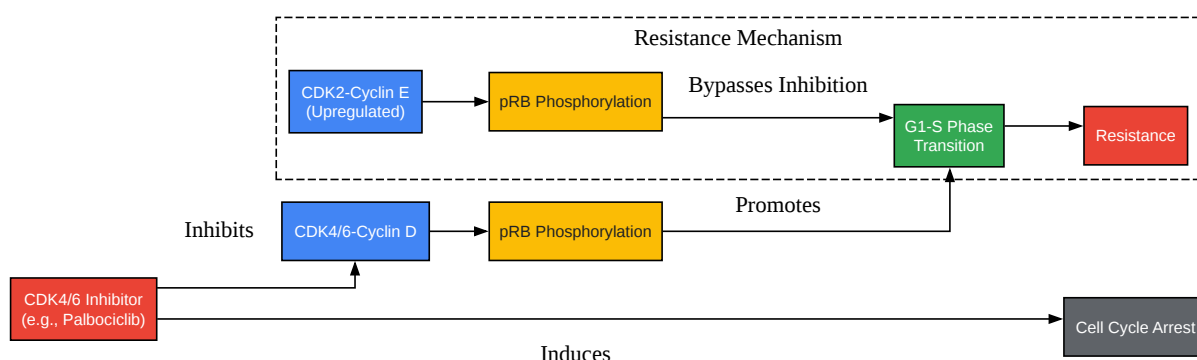 Resistance Mechanism
CDK2-Cyclin E
(Upregulated)
pRB Phosphorylation
Bypasses Inhibition
G1-S Phase
Transition
Resistance
Inhibits
CDK4/6-Cyclin D
pRB Phosphorylation
Promotes
CDK4/6 Inhibitor
(e.g., Palbociclib)
Cell Cycle Arrest
Induces